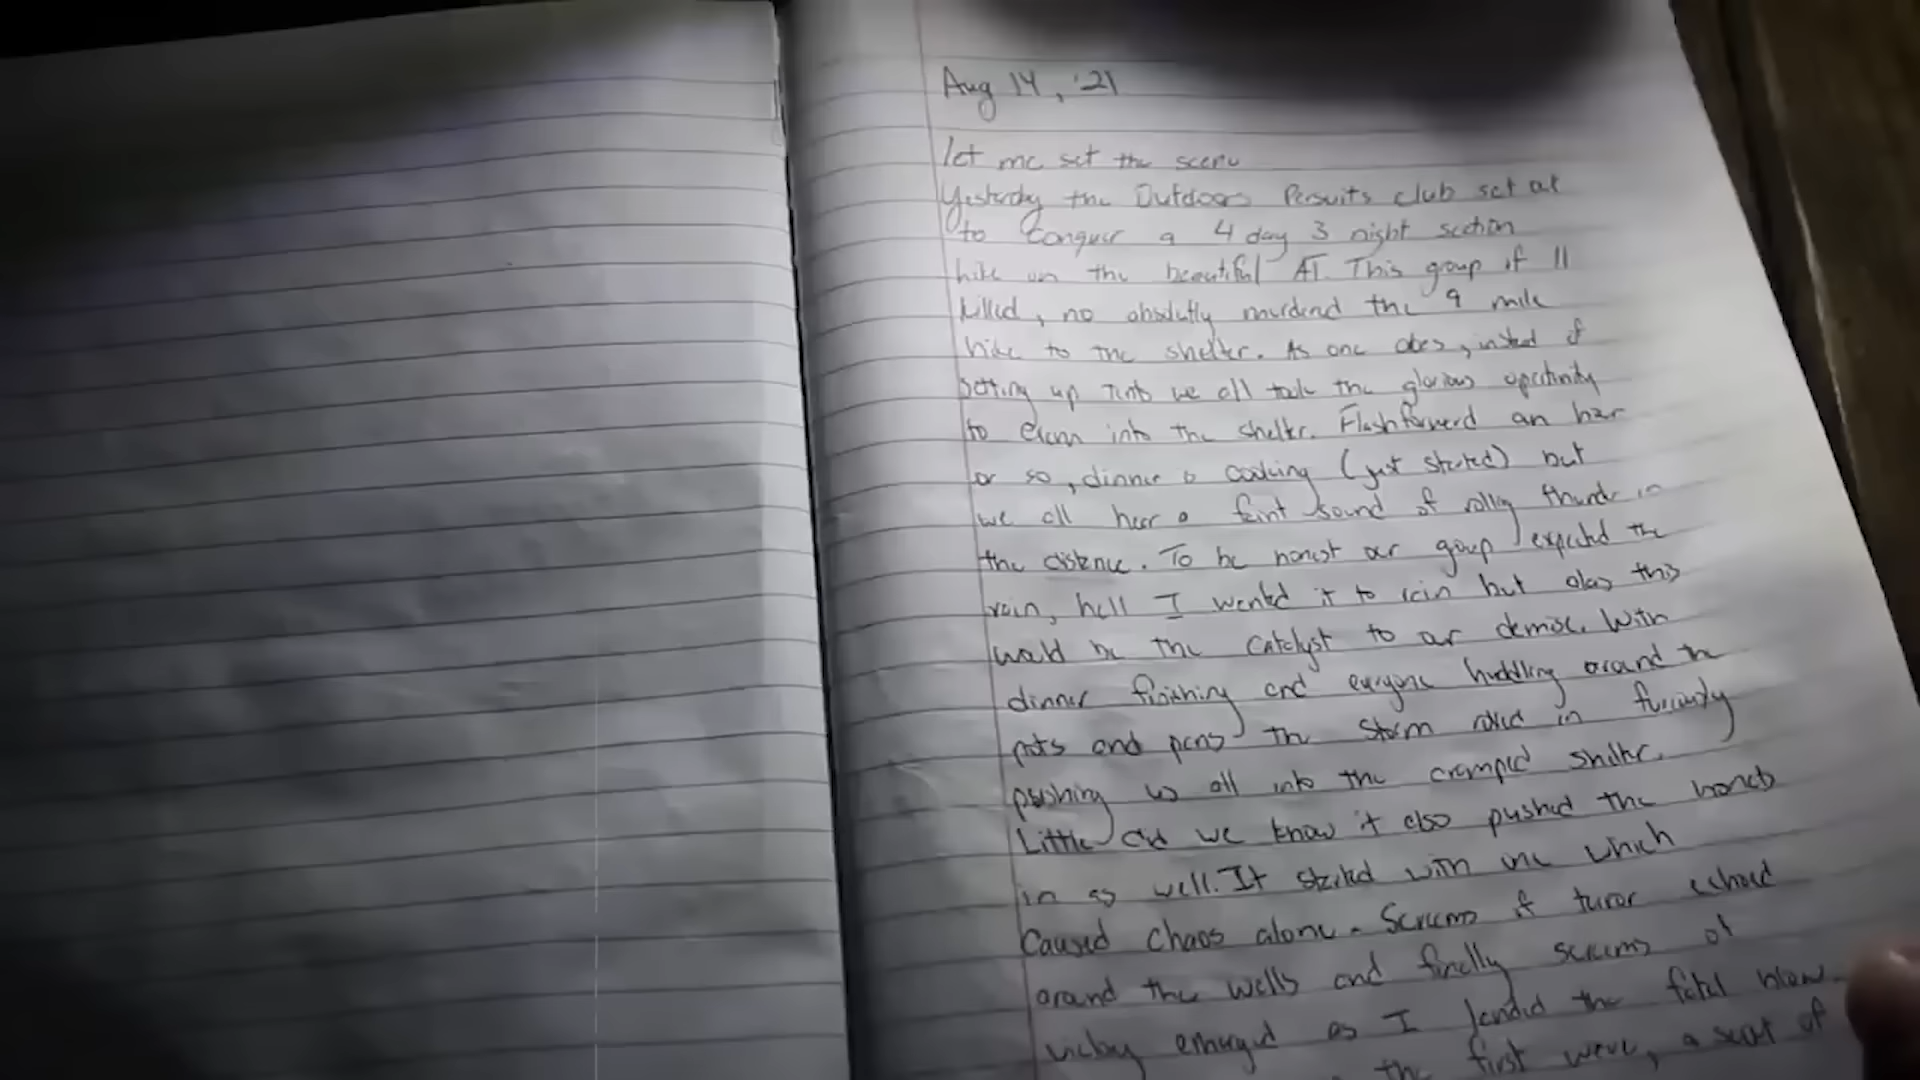 Aug 14, '21
let me set the scene
Yesterday the Outdoors Persuits club set at
to conquer a 4 day 3 night section
hike on the beautiful AT. This group of 11
killed, no absolutly murdered the 9 mile
hike to the shelter. As one does, instead of
setting up tents we all took the glorious
to into the shelter. Flashforward an hour
or so, dinner is cooking (just started) but
we all hear a faint sound of rolling thunder in
the distence. To be honest our group expected the
rain, hell I wanted it to rain but alas this
would be the catclyst to our demise. With
dinner finishing and everyone huddling around the
pots and pans the storm rolled in furiously
pushing us all into the cramped shelter.
Little did we know it also pushed the hornets
in as well. It started with one which
caused chaos alone. Screams of terror echoed
around the walls and finally screams of
emerged as I landed the fatal blow.
the first wave, a scout of